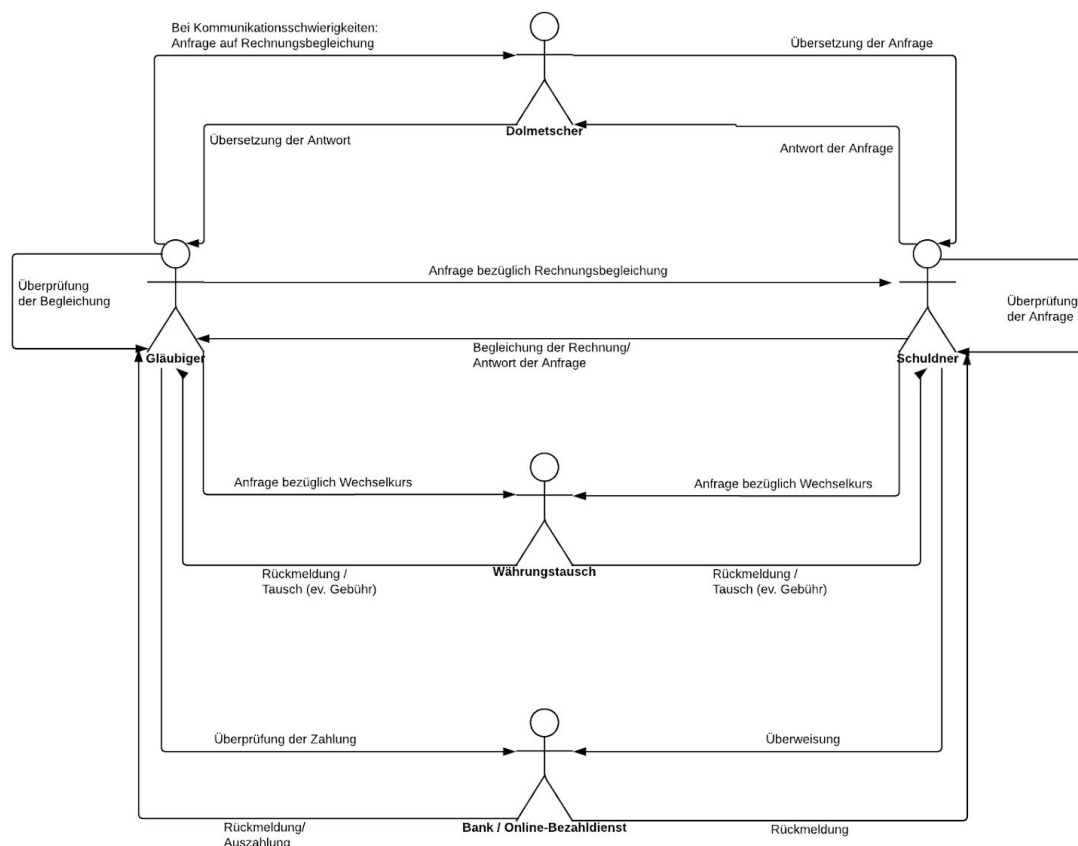 Bei Kommunikationsschwierigkeiten:
Anfrage auf Rechnungsbegleichung
Übersetzung der Anfrage
Dolmetscher
Übersetzung der Antwort
Antwort der Anfrage
Anfrage bezüglich Rechnungsbegleichung
Überprüfung
der Begleichung
Überprüfung
der Anfrage
Begleichung der Rechnung/
Antwort der Anfrage
Gläubiger
Schuldner
Anfrage bezüglich Wechselkurs
Anfrage bezüglich Wechselkurs
Währungstausch
Rückmeldung /
Tausch (ev. Gebühr)
Rückmeldung /
Tausch (ev. Gebühr)
Überprüfung der Zahlung
Überweisung
Bank / Online-Bezahldienst
Rückmeldung/
Auszahlung
Rückmeldung